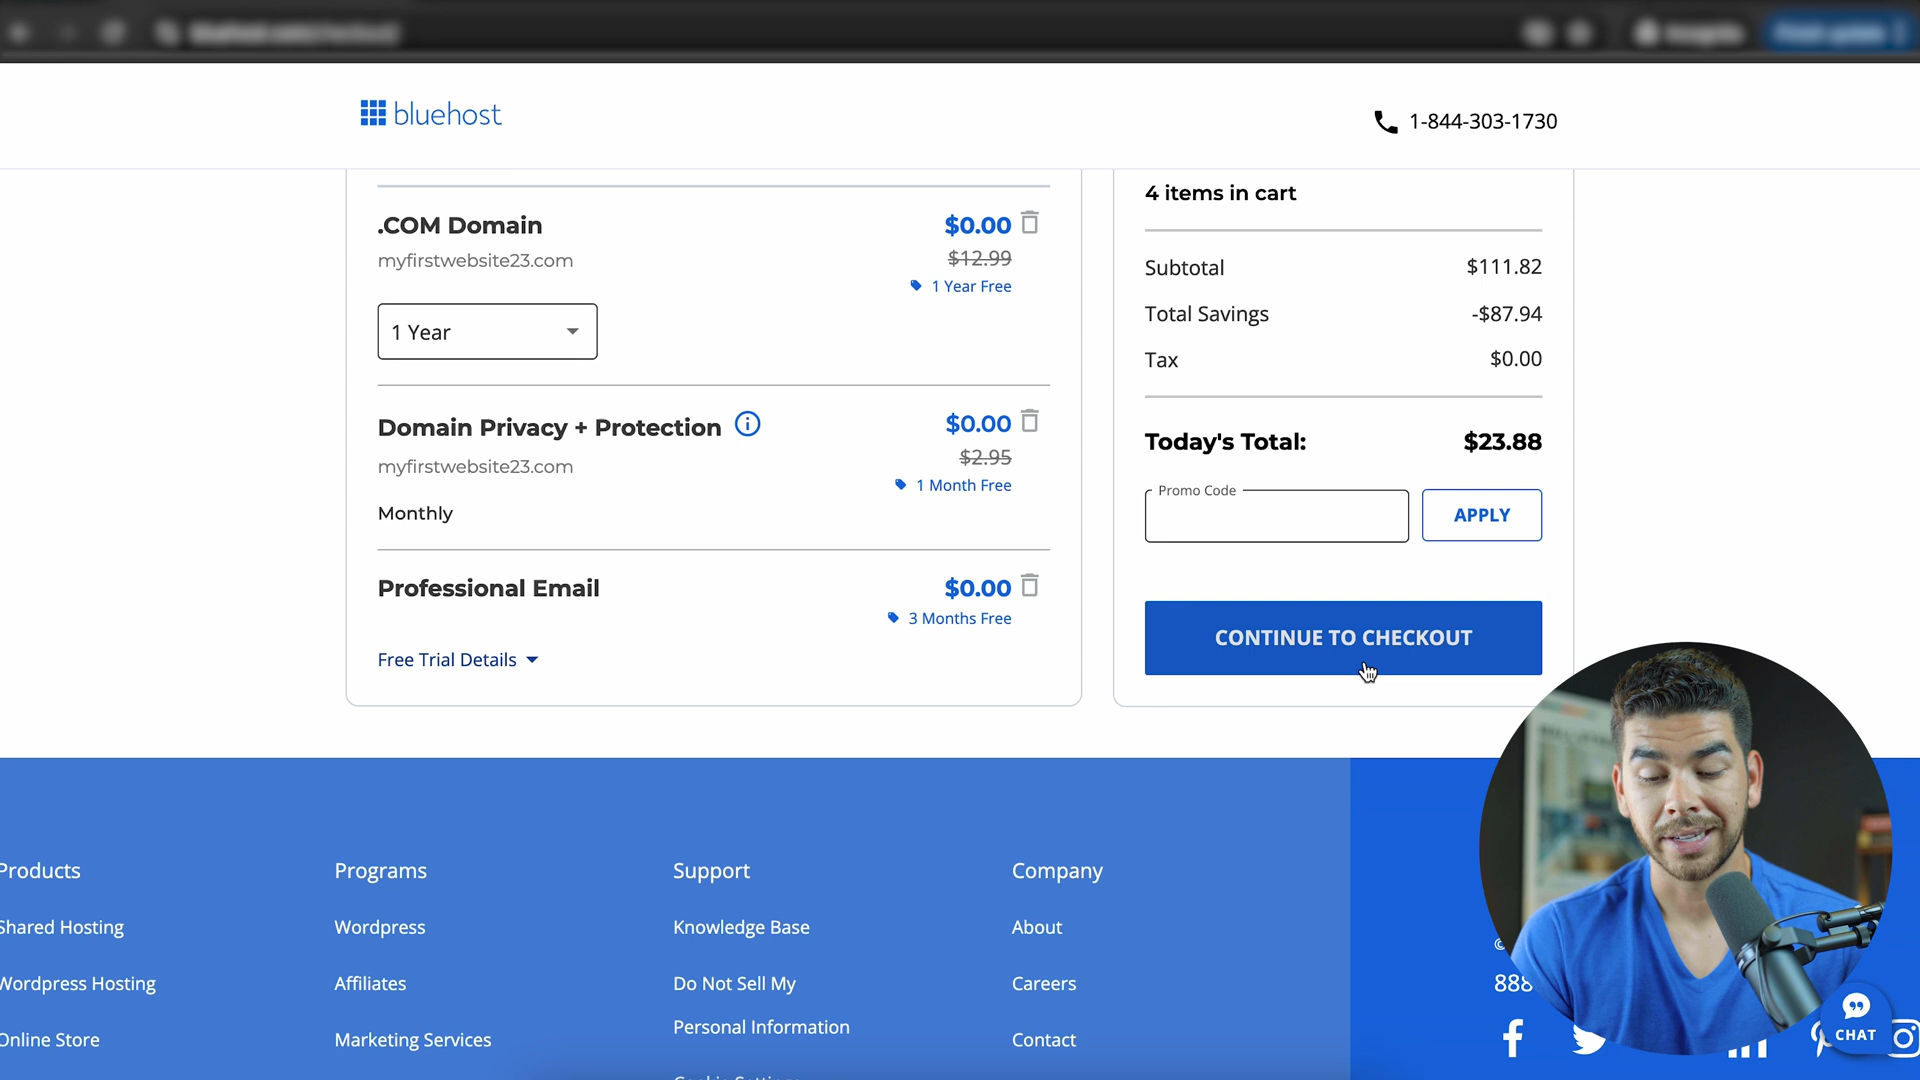 bluehost
1-844-303-1730
.COM Domain
$0.00
myfirstwebsite23.com
$12.99
1 Year Free
1 Year
Domain Privacy + Protection
$0.00
myfirstwebsite23.com
$2.95
1 Month Free
Monthly
Professional Email
$0.00
3 Months Free
Free Trial Details
4 items in cart
Subtotal
$111.82
Total Savings
-$87.94
Tax
$0.00
Today's Total:
$23.88
Promo Code
APPLY
CONTINUE TO CHECKOUT
Products
Shared Hosting
Wordpress Hosting
Online Store
Programs
Wordpress
Affiliates
Marketing Services
Support
Knowledge Base
Do Not Sell My
Personal Information
Company
About
Careers
Contact
©
888
CHAT